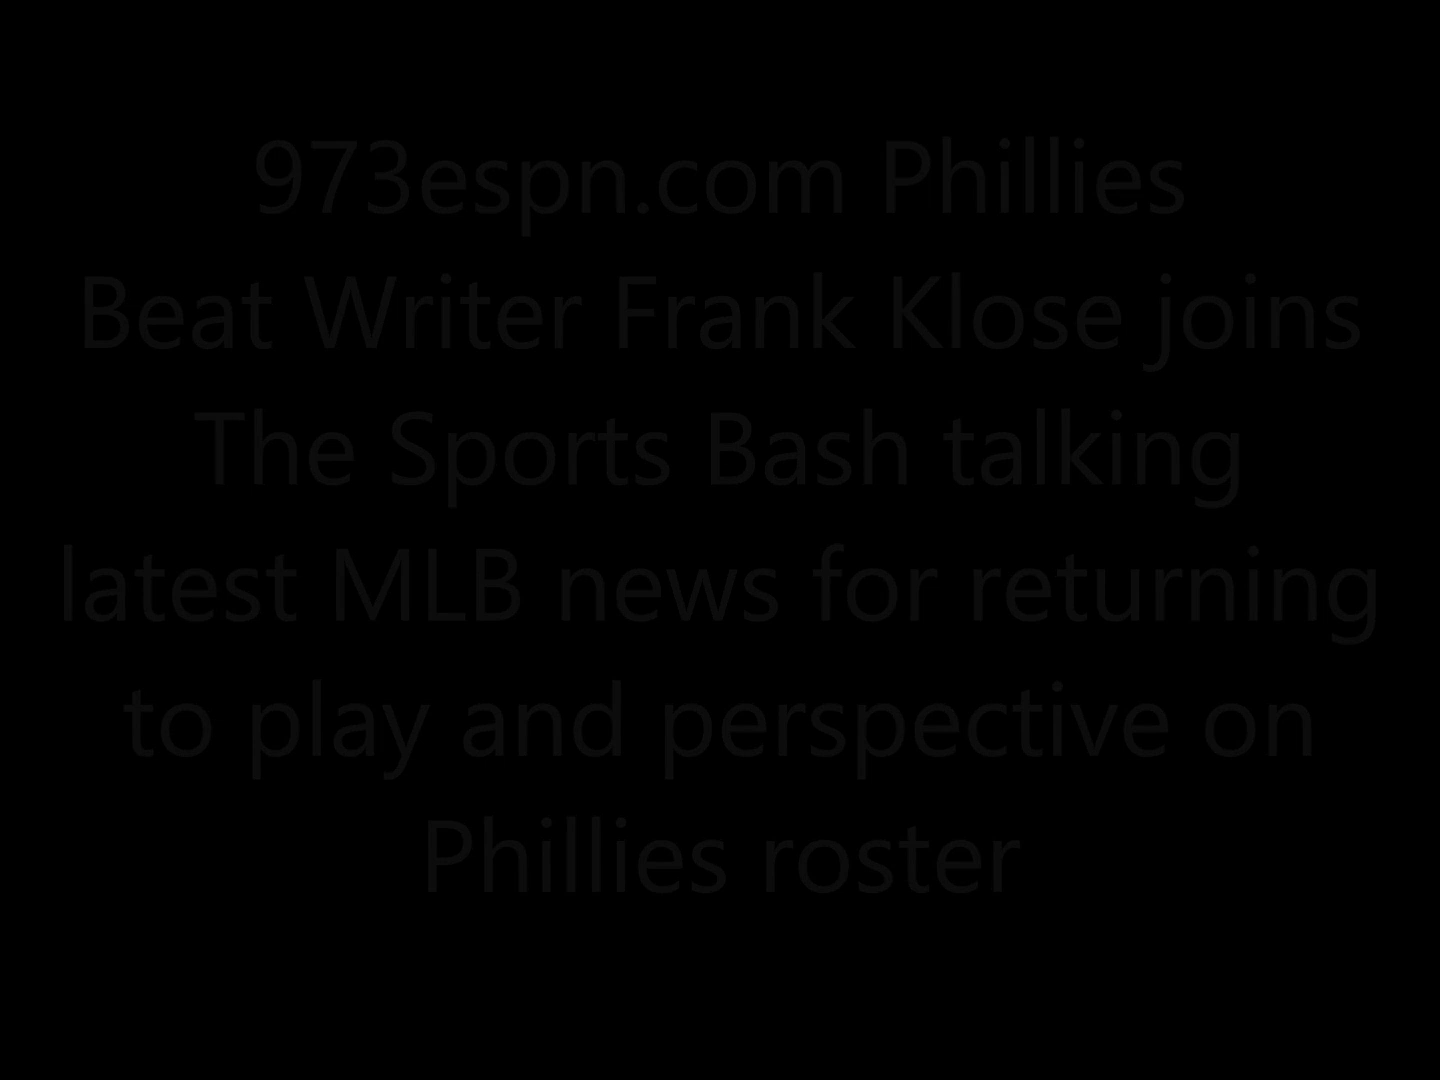 973espn.com Phillies
Beat Writer Frank Klose joins
The Sports Bash talking
latest MLB news for returning
to play and perspective on
Phillies roster